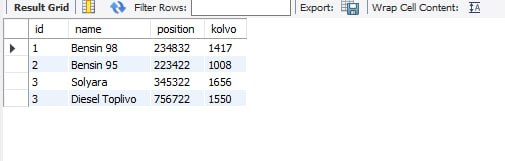 Result Grid Filter Rows: Export: Wrap Cell Content: IA
id name position kolvo
1 Bensin 98 234832 1417
2 Bensin 95 223422 1008
3 Solyara 345322 1656
3 Diesel Toplivo 756722 1550